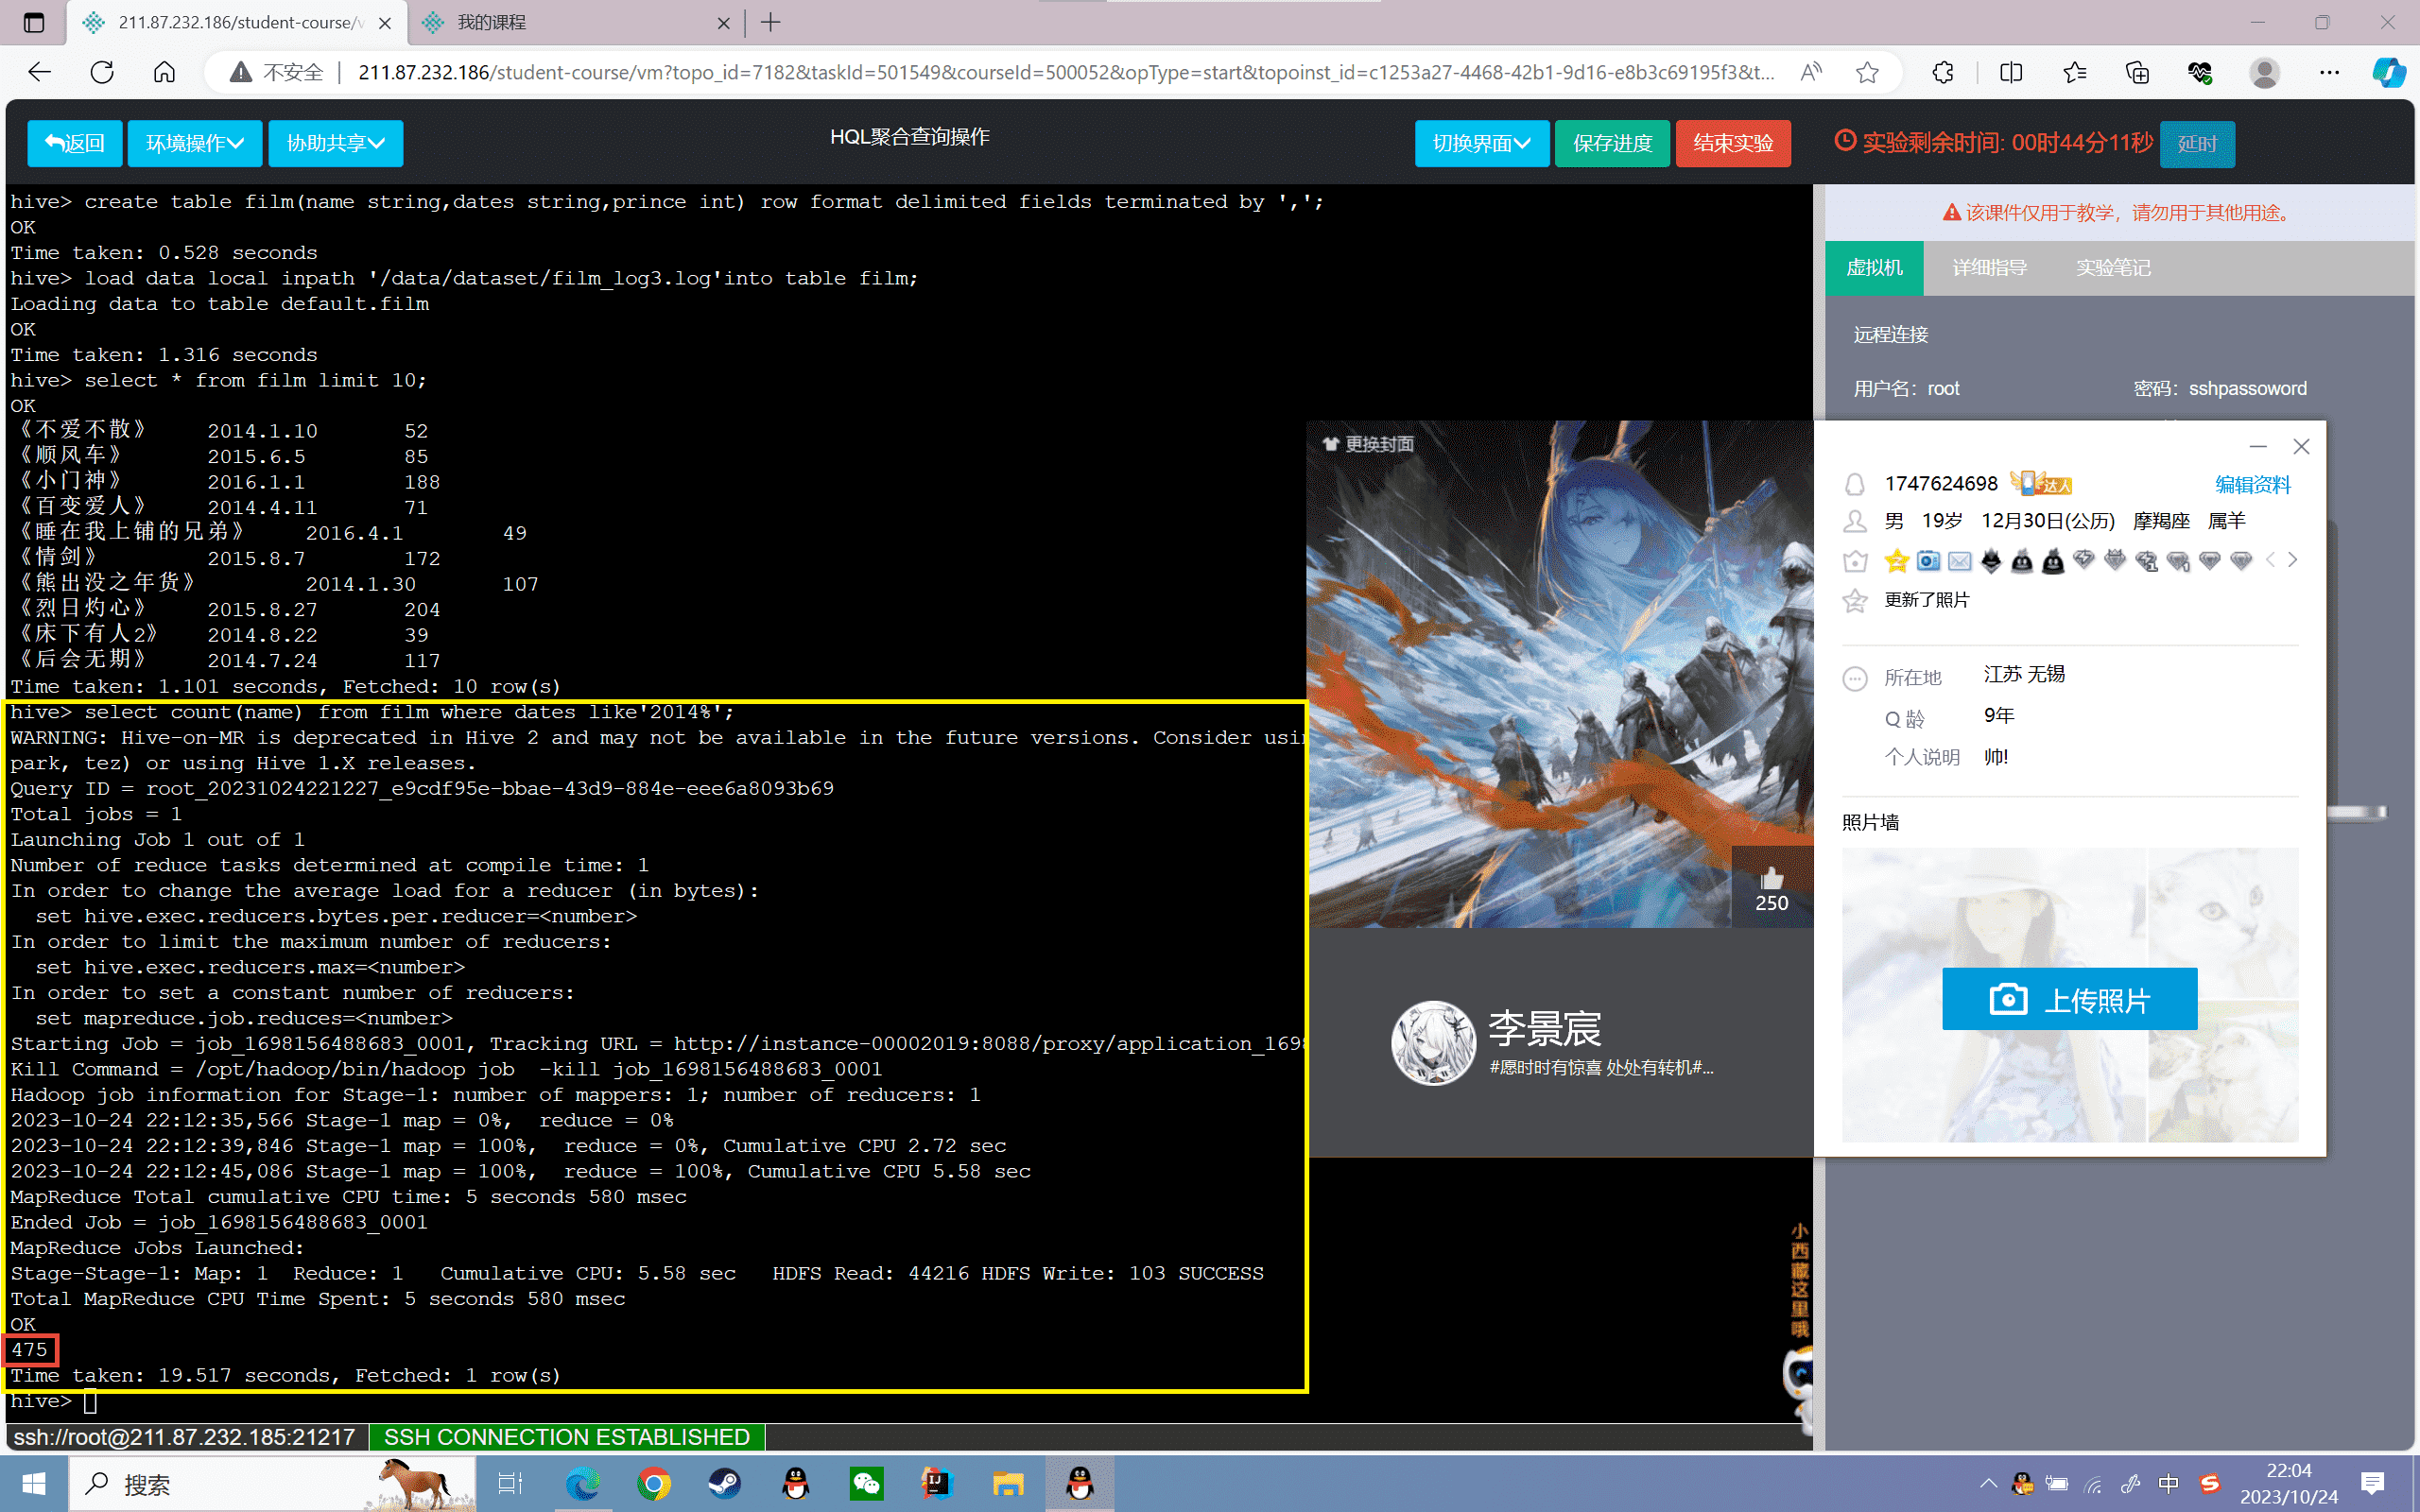 211.87.232.186/student-course/v
我的课程
不安全
211.87.232.186/student-course/vm?topo_id=7182&taskId=501549&courseId=500052&opType=start&topoinst_id=c1253a27-4468-42b1-9d16-e8b3c69195f3&t...
返回
环境操作
协助共享
HQL聚合查询操作
切换界面
保存进度
结束实验
实验剩余时间: 00时44分11秒
延时
hive> create table film(name string,dates string,prince int) row format delimited fields terminated by ',';
OK
Time taken: 0.528 seconds
hive> load data local inpath '/data/dataset/film_log3.log'into table film;
Loading data to table default.film
OK
Time taken: 1.316 seconds
hive> select * from film limit 10;
OK
《不爱不散》 2014.1.10 52
《顺风车》 2015.6.5 85
《小门神》 2016.1.1 188
《百变爱人》 2014.4.11 71
《睡在我上铺的兄弟》 2016.4.1 49
《情剑》 2015.8.7 172
《熊出没之年货》 2014.1.30 107
《烈日灼心》 2015.8.27 204
《床下有人2》 2014.8.22 39
《后会无期》 2014.7.24 117
Time taken: 1.101 seconds, Fetched: 10 row(s)
hive> select count(name) from film where dates like'2014%';
WARNING: Hive-on-MR is deprecated in Hive 2 and may not be available in the future versions. Consider usi
park, tez) or using Hive 1.X releases.
Query ID = root_20231024221227_e9cdf95e-bbae-43d9-884e-eee6a8093b69
Total jobs = 1
Launching Job 1 out of 1
Number of reduce tasks determined at compile time: 1
In order to change the average load for a reducer (in bytes):
set hive.exec.reducers.bytes.per.reducer=<number>
In order to limit the maximum number of reducers:
set hive.exec.reducers.max=<number>
In order to set a constant number of reducers:
set mapreduce.job.reduces=<number>
Starting Job = job_1698156488683_0001, Tracking URL = http://instance-00002019:8088/proxy/application_169
Kill Command = /opt/hadoop/bin/hadoop job -kill job_1698156488683_0001
Hadoop job information for Stage-1: number of mappers: 1; number of reducers: 1
2023-10-24 22:12:35,566 Stage-1 map = 0%, reduce = 0%
2023-10-24 22:12:39,846 Stage-1 map = 100%, reduce = 0%, Cumulative CPU 2.72 sec
2023-10-24 22:12:45,086 Stage-1 map = 100%, reduce = 100%, Cumulative CPU 5.58 sec
MapReduce Total cumulative CPU time: 5 seconds 580 msec
Ended Job = job_1698156488683_0001
MapReduce Jobs Launched:
Stage-Stage-1: Map: 1 Reduce: 1 Cumulative CPU: 5.58 sec HDFS Read: 44216 HDFS Write: 103 SUCCESS
Total MapReduce CPU Time Spent: 5 seconds 580 msec
OK
475
Time taken: 19.517 seconds, Fetched: 1 row(s)
hive>
ssh://root@211.87.232.185:21217
SSH CONNECTION ESTABLISHED
该课件仅用于教学，请勿用于其他用途。
虚拟机
详细指导
实验笔记
远程连接
用户名：root
密码：sshpassoword
更换封面
250
李景宸
#愿时时有惊喜 处处有转机#...
1747624698
达人
编辑资料
男 19岁 12月30日(公历) 摩羯座 属羊
更新了照片
所在地 江苏 无锡
Q 龄 9年
个人说明 帅!
照片墙
上传照片
小西藏这里哦
搜索
中
22:04
2023/10/24